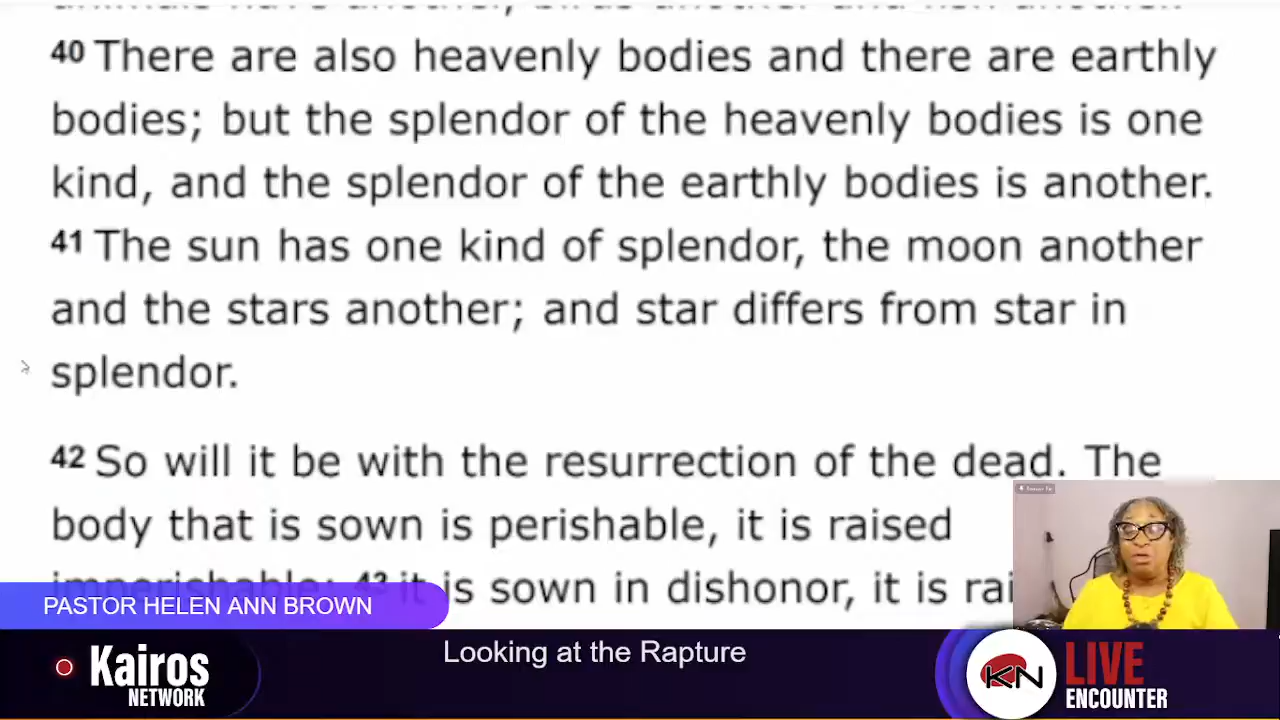 40 There are also heavenly bodies and there are earthly
bodies; but the splendor of the heavenly bodies is one
kind, and the splendor of the earthly bodies is another.
41 The sun has one kind of splendor, the moon another
and the stars another; and star differs from star in
splendor.
42 So will it be with the resurrection of the dead. The
body that is sown is perishable, it is raised
imperishable; 43 it is sown in dishonor, it is rai
PASTOR HELEN ANN BROWN
Kairos
NETWORK
Looking at the Rapture
KN
LIVE
ENCOUNTER